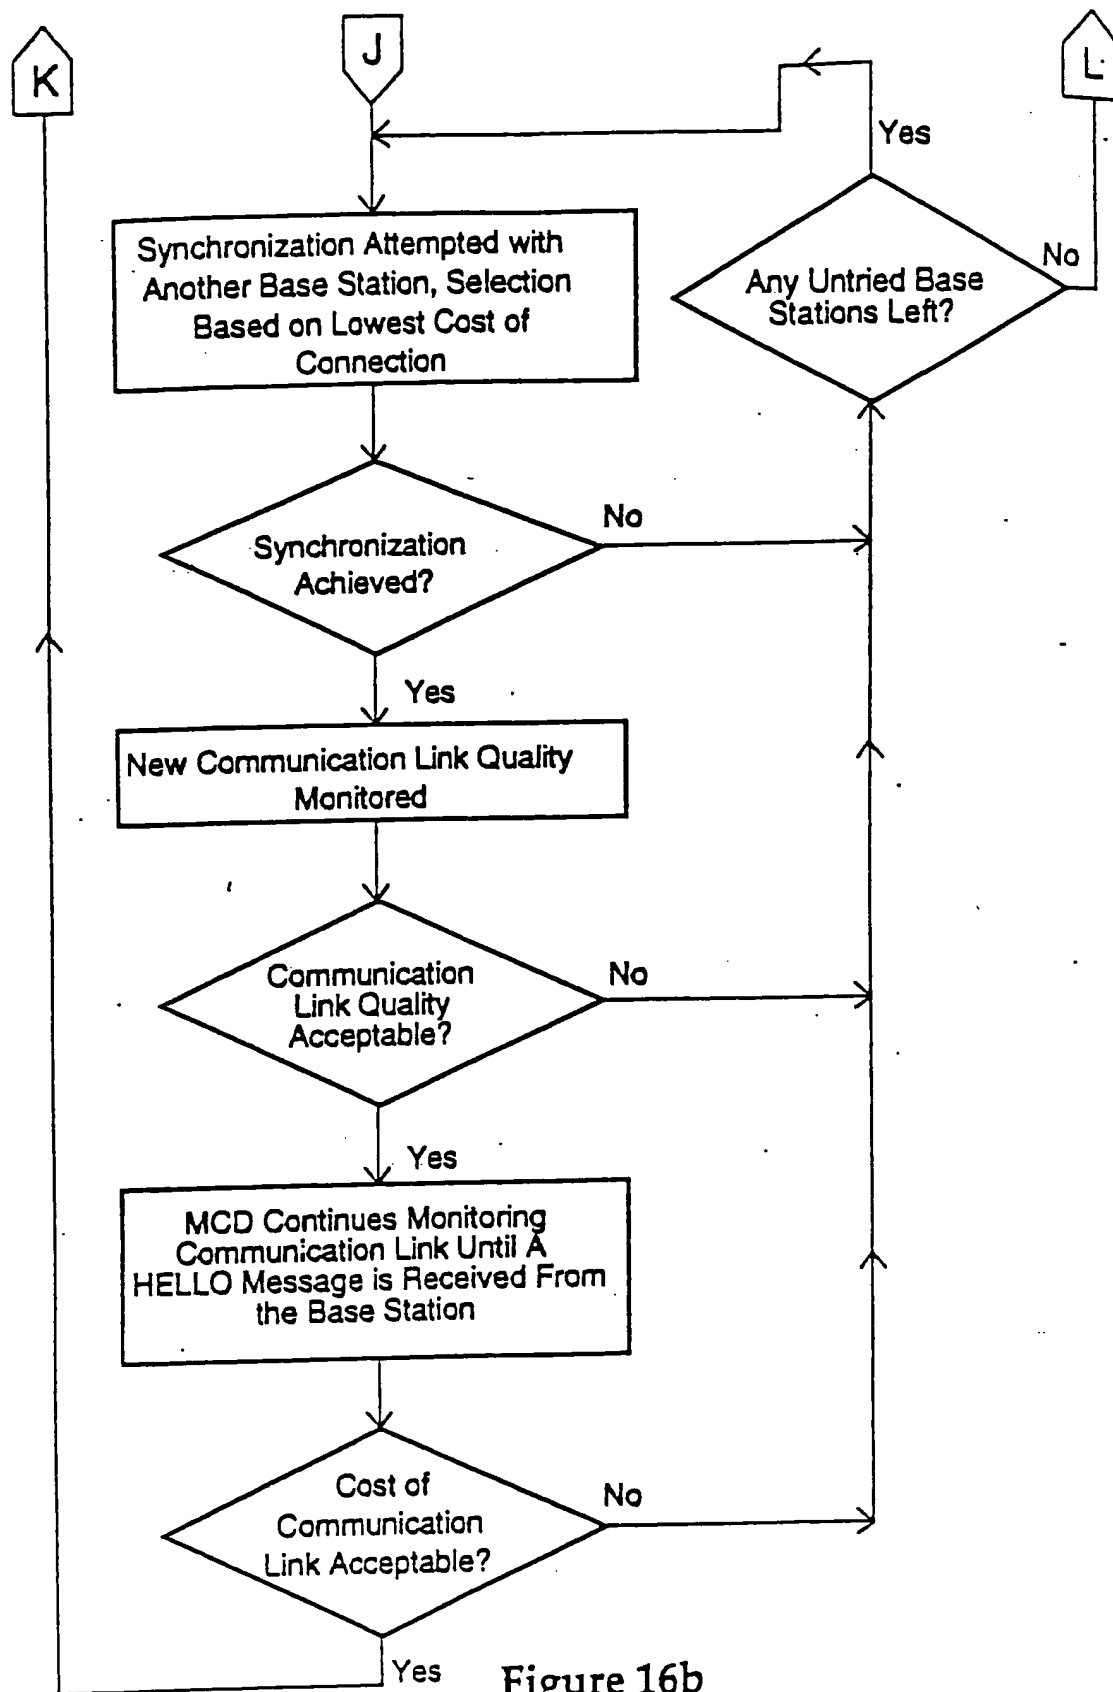 K
J
L
Yes
Synchronization Attempted with
Another Base Station, Selection
Based on Lowest Cost of
Connection
No
Any Untried Base
Stations Left?
No
Synchronization
Achieved?
Yes
New Communication Link Quality
Monitored
Communication
Link Quality
Acceptable?
No
Yes
MCD Continues Monitoring
Communication Link Until A
HELLO Message is Received From
the Base Station
Cost of
Communication
Link Acceptable?
No
Yes
Figure 16b